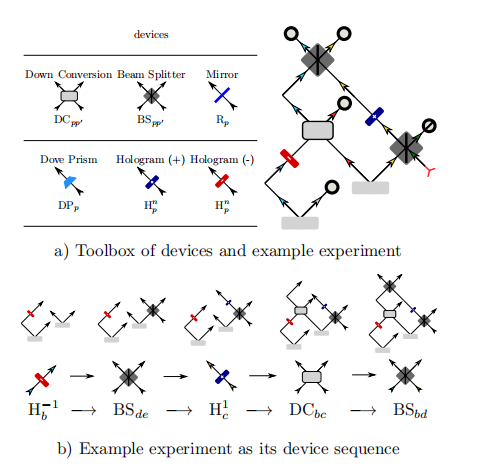 devices
Down Conversion Beam Splitter Mirror
DC_{pp'} BS_{pp'} R_p
Dove Prism Hologram (+) Hologram (-)
DP_p H_p^n H_p^n
a) Toolbox of devices and example experiment
H_b^{-1} → BS_{de} → H_c^1 → DC_{bc} → BS_{bd}
b) Example experiment as its device sequence